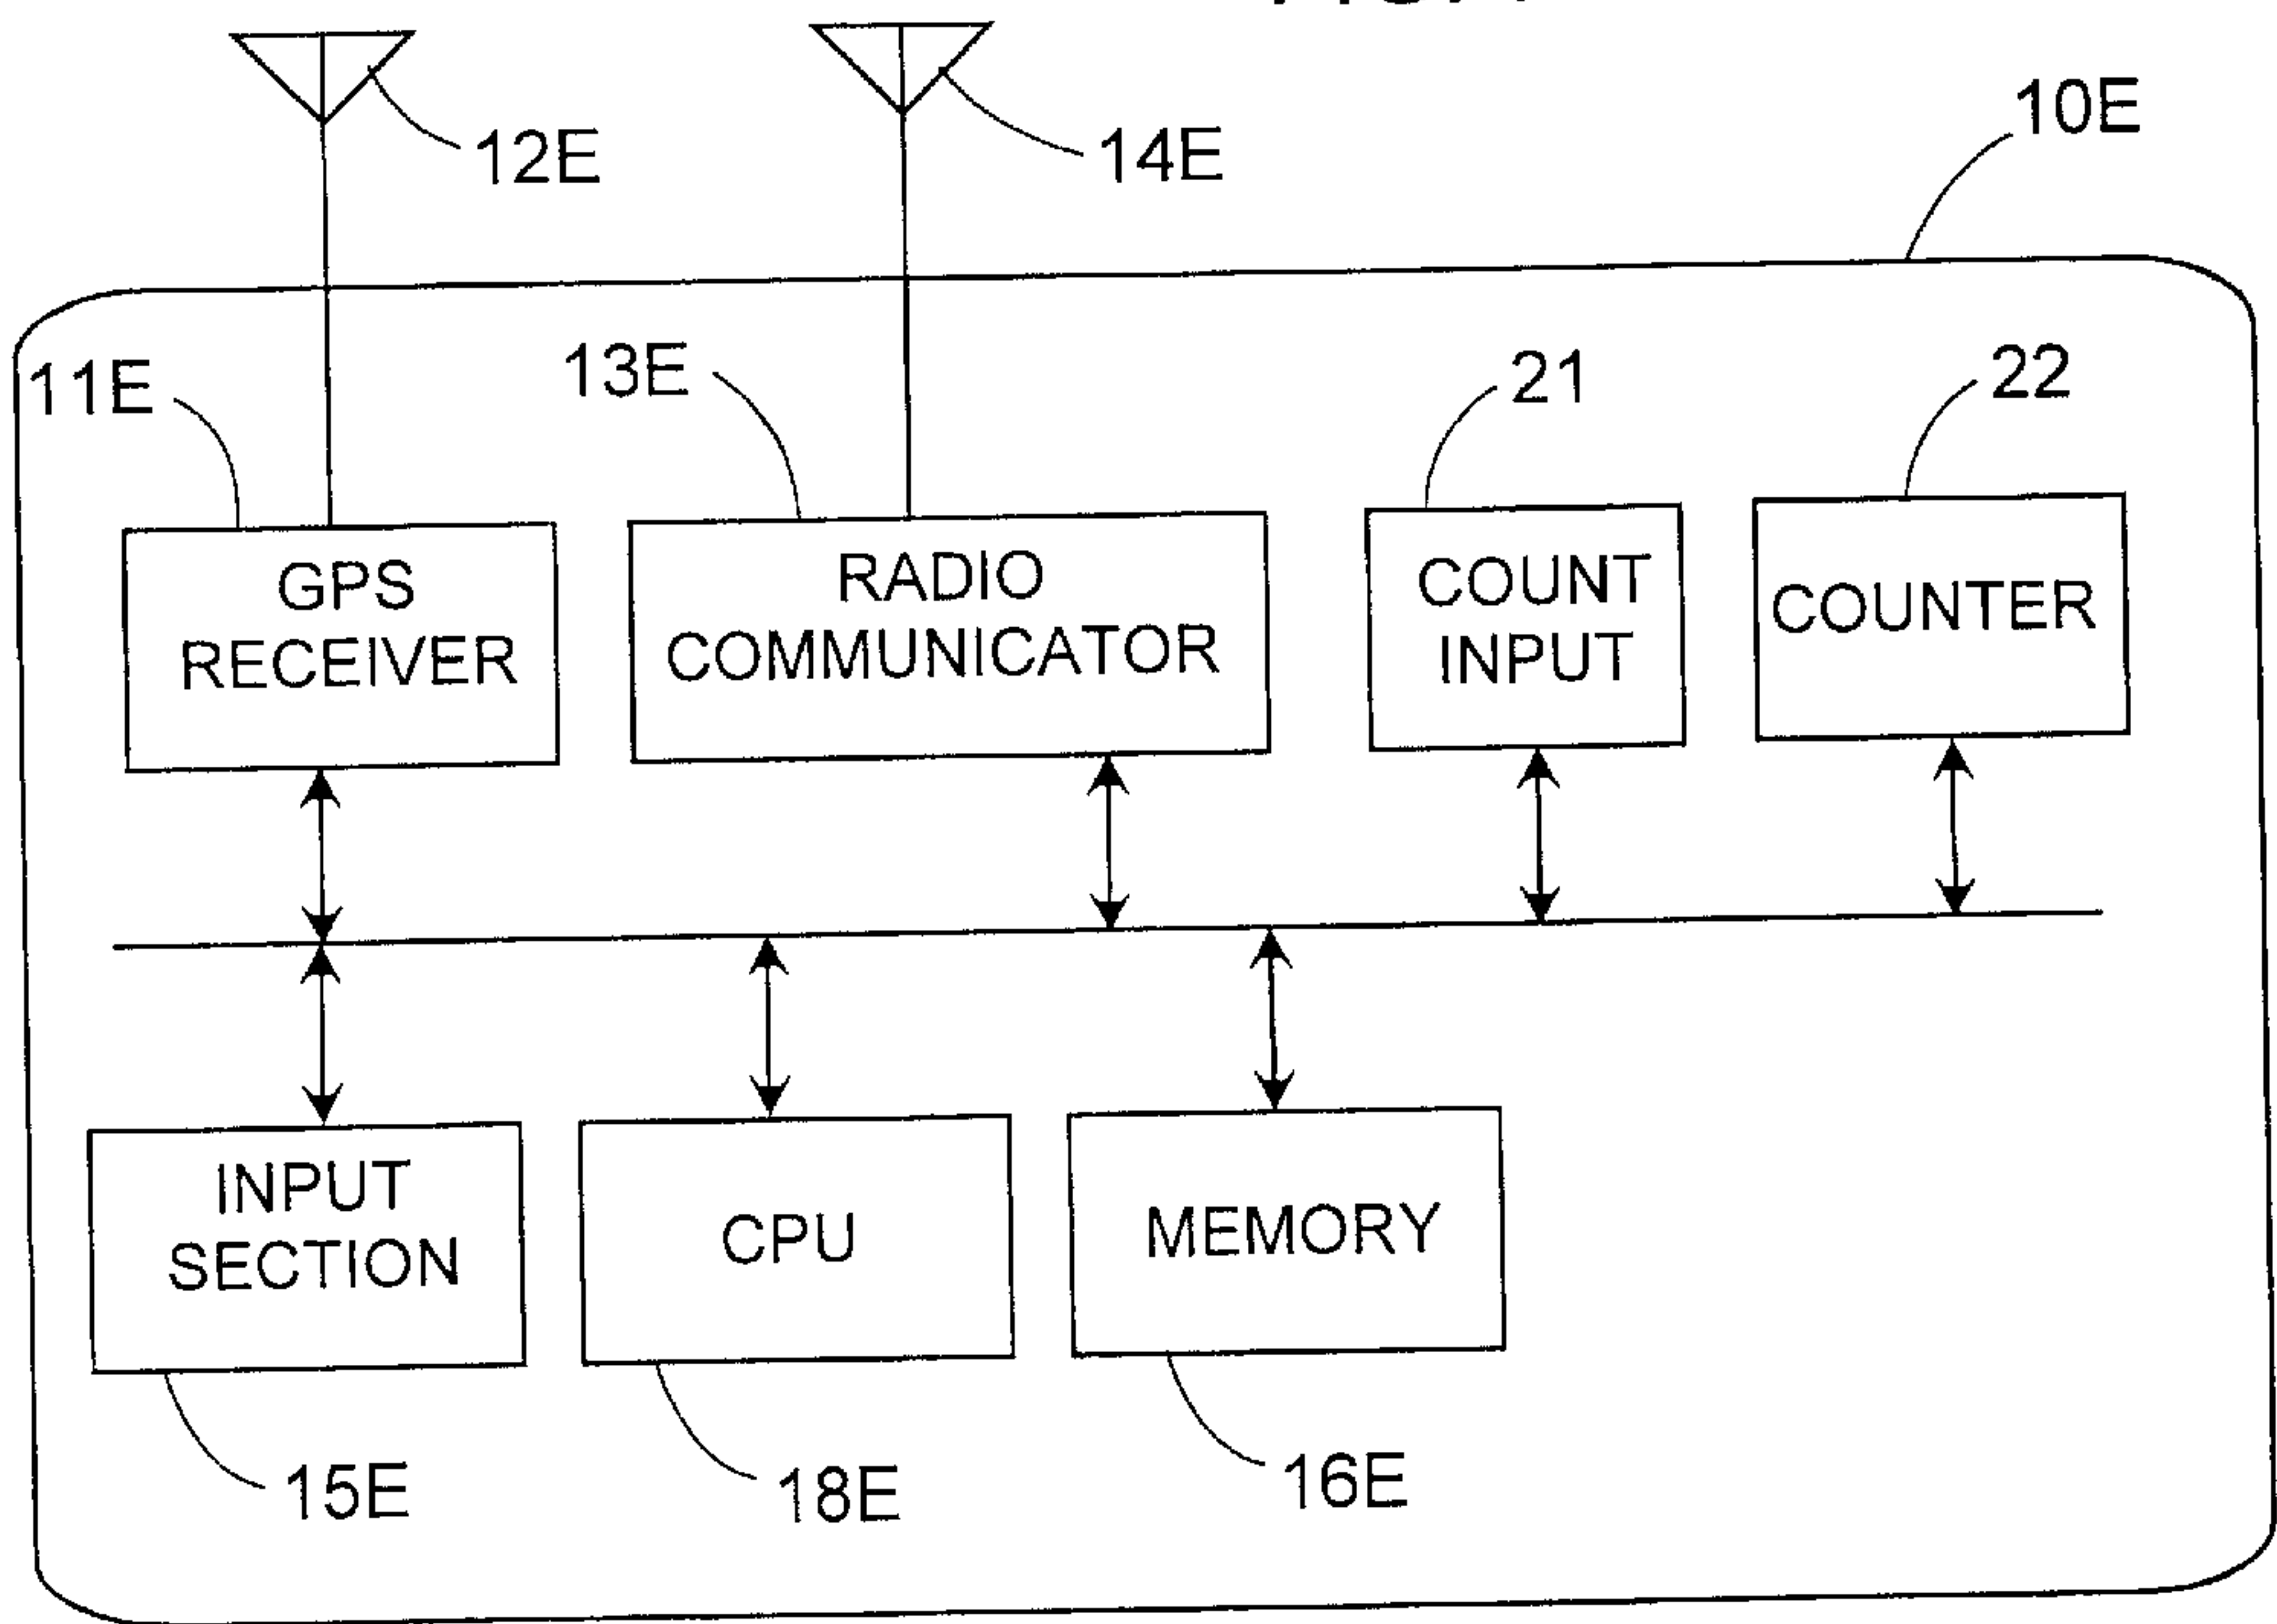 12E
14E
10E
11E
13E
21
22
GPS
RECEIVER
RADIO
COMMUNICATOR
COUNT
INPUT
COUNTER
INPUT
SECTION
CPU
MEMORY
15E
18E
16E